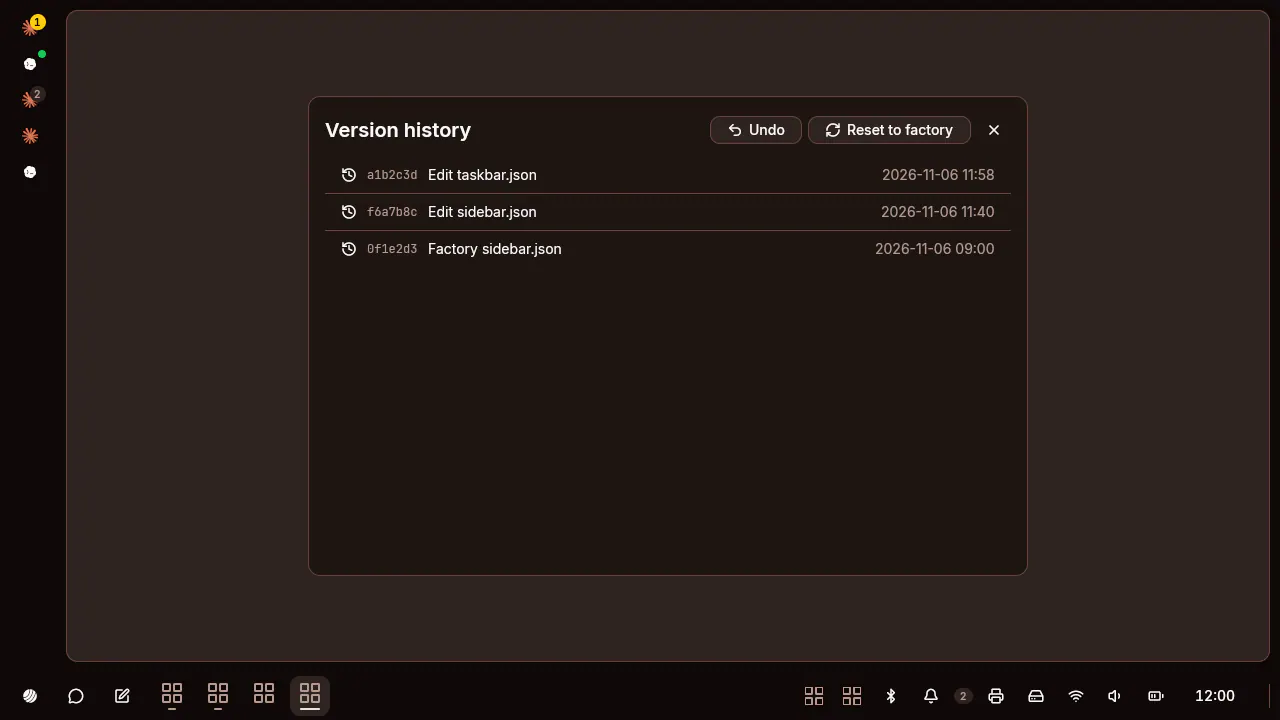 1
2
Version history
Undo
Reset to factory
a1b2c3d Edit taskbar.json 2026-11-06 11:58
f6a7b8c Edit sidebar.json 2026-11-06 11:40
0f1e2d3 Factory sidebar.json 2026-11-06 09:00
2
12:00